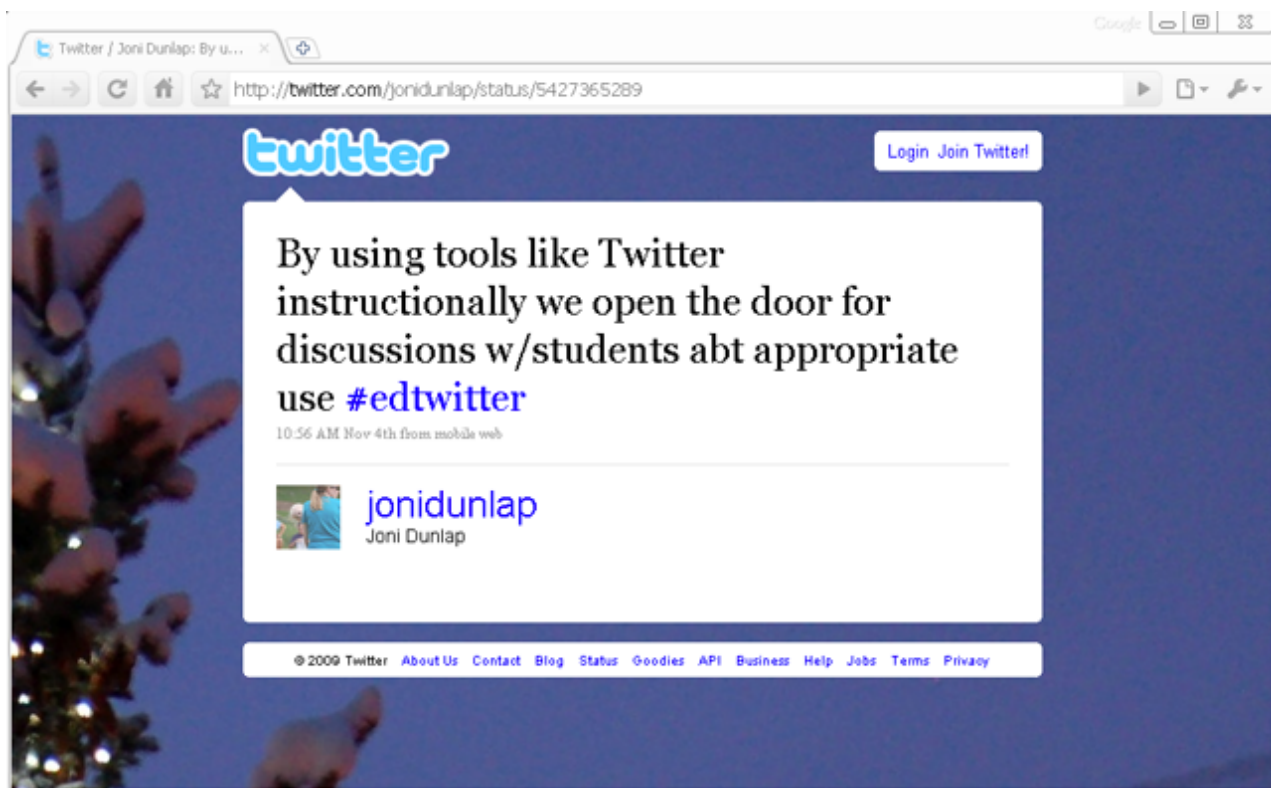 Google
Twitter / Joni Dunlap: By u...
http://twitter.com/jonidunlap/status/5427365289
twitter
Login Join Twitter!
By using tools like Twitter
instructionally we open the door for
discussions w/students abt appropriate
use #edtwitter
10:56 AM Nov 4th from mobile web
jonidunlap
Joni Dunlap
© 2009 Twitter About Us Contact Blog Status Goodies API Business Help Jobs Terms Privacy